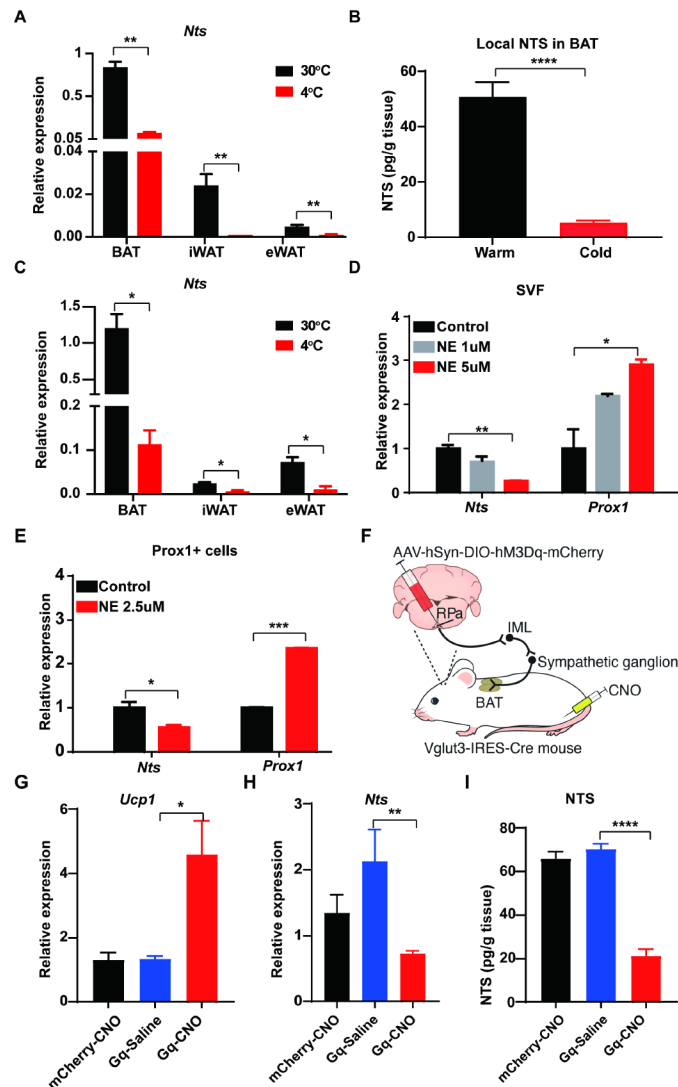 A
Nts
**
30°C
4°C
1
0.5
0.05
0.04
0.02
0.00
**
**
Relative expression
BAT iWAT eWAT
B
Local NTS in BAT
****
60
40
20
0
NTS (pg/g tissue)
Warm Cold
C
Nts
*
30°C
4°C
1.5
1.0
0.2
0.1
0.0
*
*
Relative expression
BAT iWAT eWAT
D
SVF
Control
NE 1uM
NE 5uM
4
3
2
1
0
**
*
Relative expression
Nts Prox1
E
Prox1+ cells
Control
NE 2.5uM
4
3
2
1
0
*
***
Relative expression
Nts Prox1
F
AAV-hSyn-DIO-hM3Dq-mCherry
RPa
IML
Sympathetic ganglion
CNO
BAT
Vglut3-IRES-Cre mouse
G
Ucp1
*
6
4
2
0
Relative expression
mCherry-CNO
Gq-Saline
Gq-CNO
H
Nts
**
3
2
1
0
Relative expression
mCherry-CNO
Gq-Saline
Gq-CNO
I
NTS
****
80
60
40
20
0
NTS (pg/g tissue)
mCherry-CNO
Gq-Saline
Gq-CNO